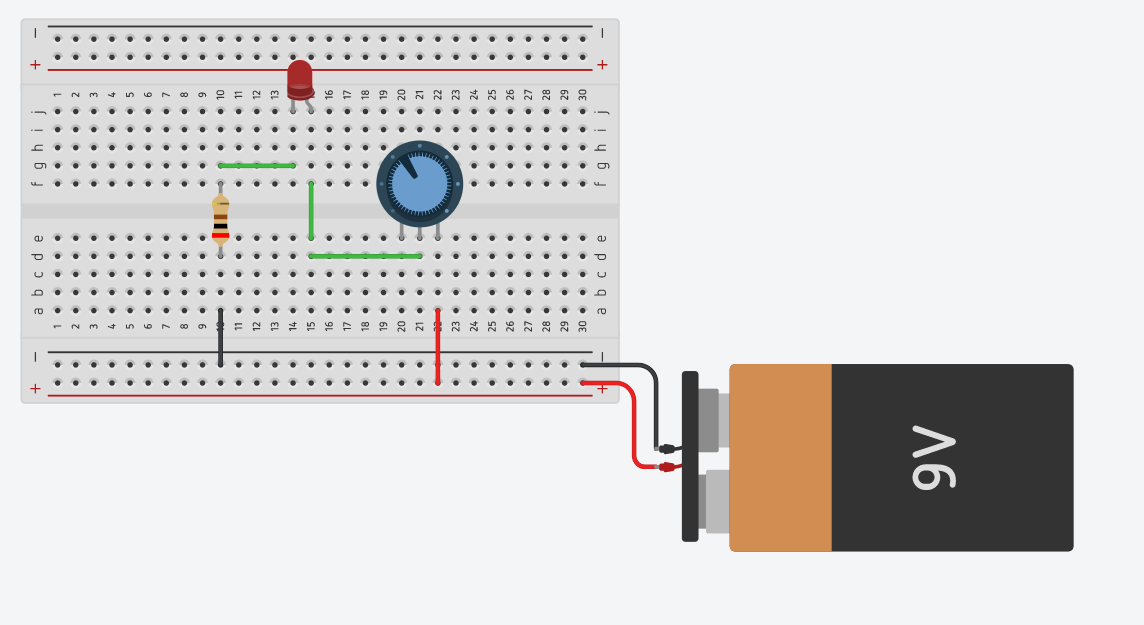 − −
+ +
1 2 3 4 5 6 7 8 9 10 11 12 13 14 15 16 17 18 19 20 21 22 23 24 25 26 27 28 29 30
j j
i i
h h
g g
f f
e e
d d
c c
b b
a a
1 2 3 4 5 6 7 8 9 10 11 12 13 14 15 16 17 18 19 20 21 22 23 24 25 26 27 28 29 30
− −
+ +
9V